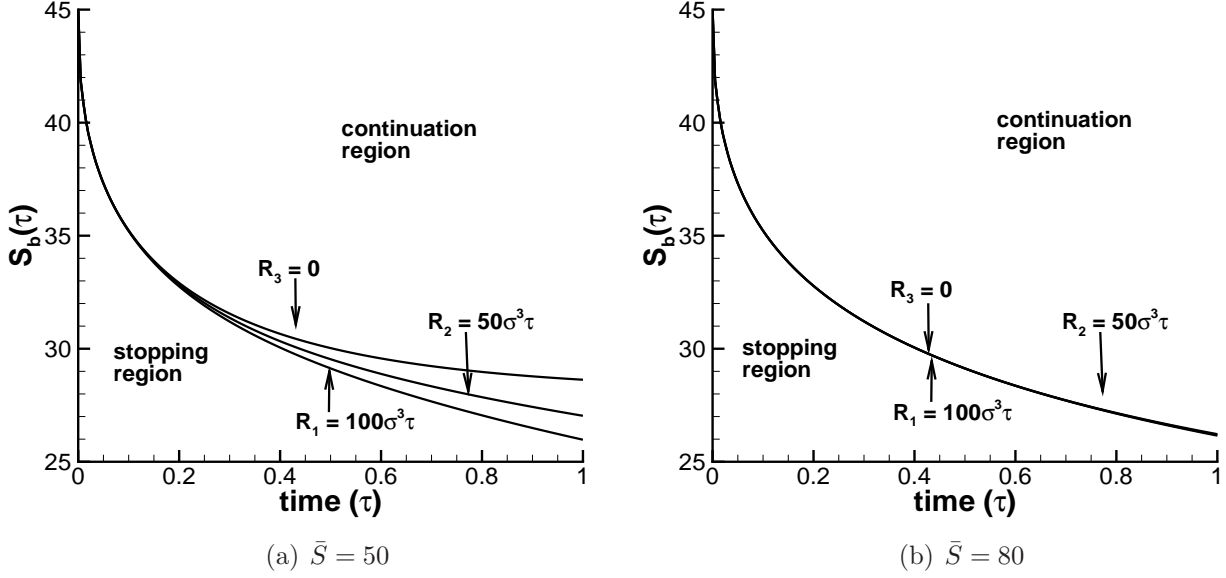 45
40
35
30
25
S_b(τ)
continuation
region
R_3 = 0
R_2 = 50σ³τ
stopping
region
R_1 = 100σ³τ
0
0.2
0.4
0.6
0.8
1
time (τ)
(a) S̄ = 50
45
40
35
30
25
S_b(τ)
continuation
region
R_3 = 0
R_2 = 50σ³τ
stopping
region
R_1 = 100σ³τ
0
0.2
0.4
0.6
0.8
1
time (τ)
(b) S̄ = 80